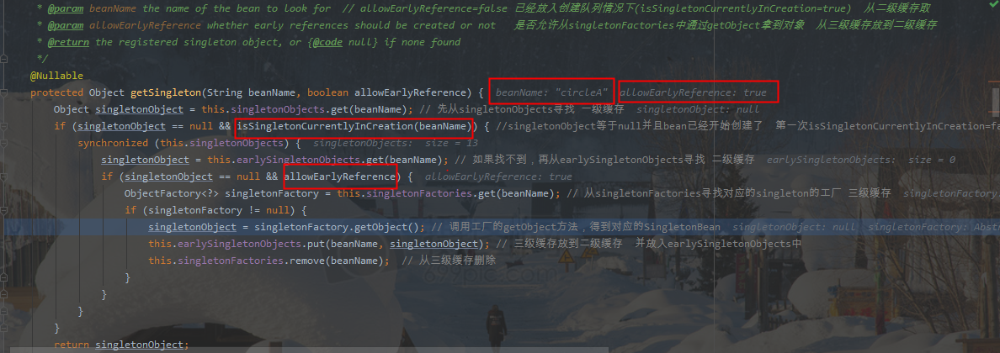 * @param beanName the name of the bean to look for // allowEarlyReference=false 已经放入创建队列情况下(isSingletonCurrentlyInCreation=true) 从二级缓存取
* @param allowEarlyReference whether early references should be created or not 是否允许从singletonFactories中通过getObject拿到对象 从三级缓存放到二级缓存
* @return the registered singleton object, or {@code null} if none found
*/
@Nullable
protected Object getSingleton(String beanName, boolean allowEarlyReference) { beanName: "circleA" allowEarlyReference: true
Object singletonObject = this.singletonObjects.get(beanName); // 先从singletonObjects寻找 一级缓存 singletonObject: null
if (singletonObject == null && isSingletonCurrentlyInCreation(beanName)) { //singletonObject等于null并且bean已经开始创建了 第一次isSingletonCurrentlyInCreation=fa
synchronized (this.singletonObjects) { singletonObjects: size = 13
singletonObject = this.earlySingletonObjects.get(beanName); // 如果找不到，再从earlySingletonObjects寻找 二级缓存 earlySingletonObjects: size = 0
if (singletonObject == null && allowEarlyReference) { allowEarlyReference: true
ObjectFactory<?> singletonFactory = this.singletonFactories.get(beanName); // 从singletonFactories寻找对应的singleton的工厂 三级缓存 singletonFactory:
if (singletonFactory != null) {
singletonObject = singletonFactory.getObject(); // 调用工厂的getObject方法，得到对应的SingletonBean singletonObject: null singletonFactory: Abst
this.earlySingletonObjects.put(beanName, singletonObject); // 三级缓存放到二级缓存 并放入earlySingletonObjects中
this.singletonFactories.remove(beanName); // 从三级缓存删除
}
}
}
}
return singletonObject;